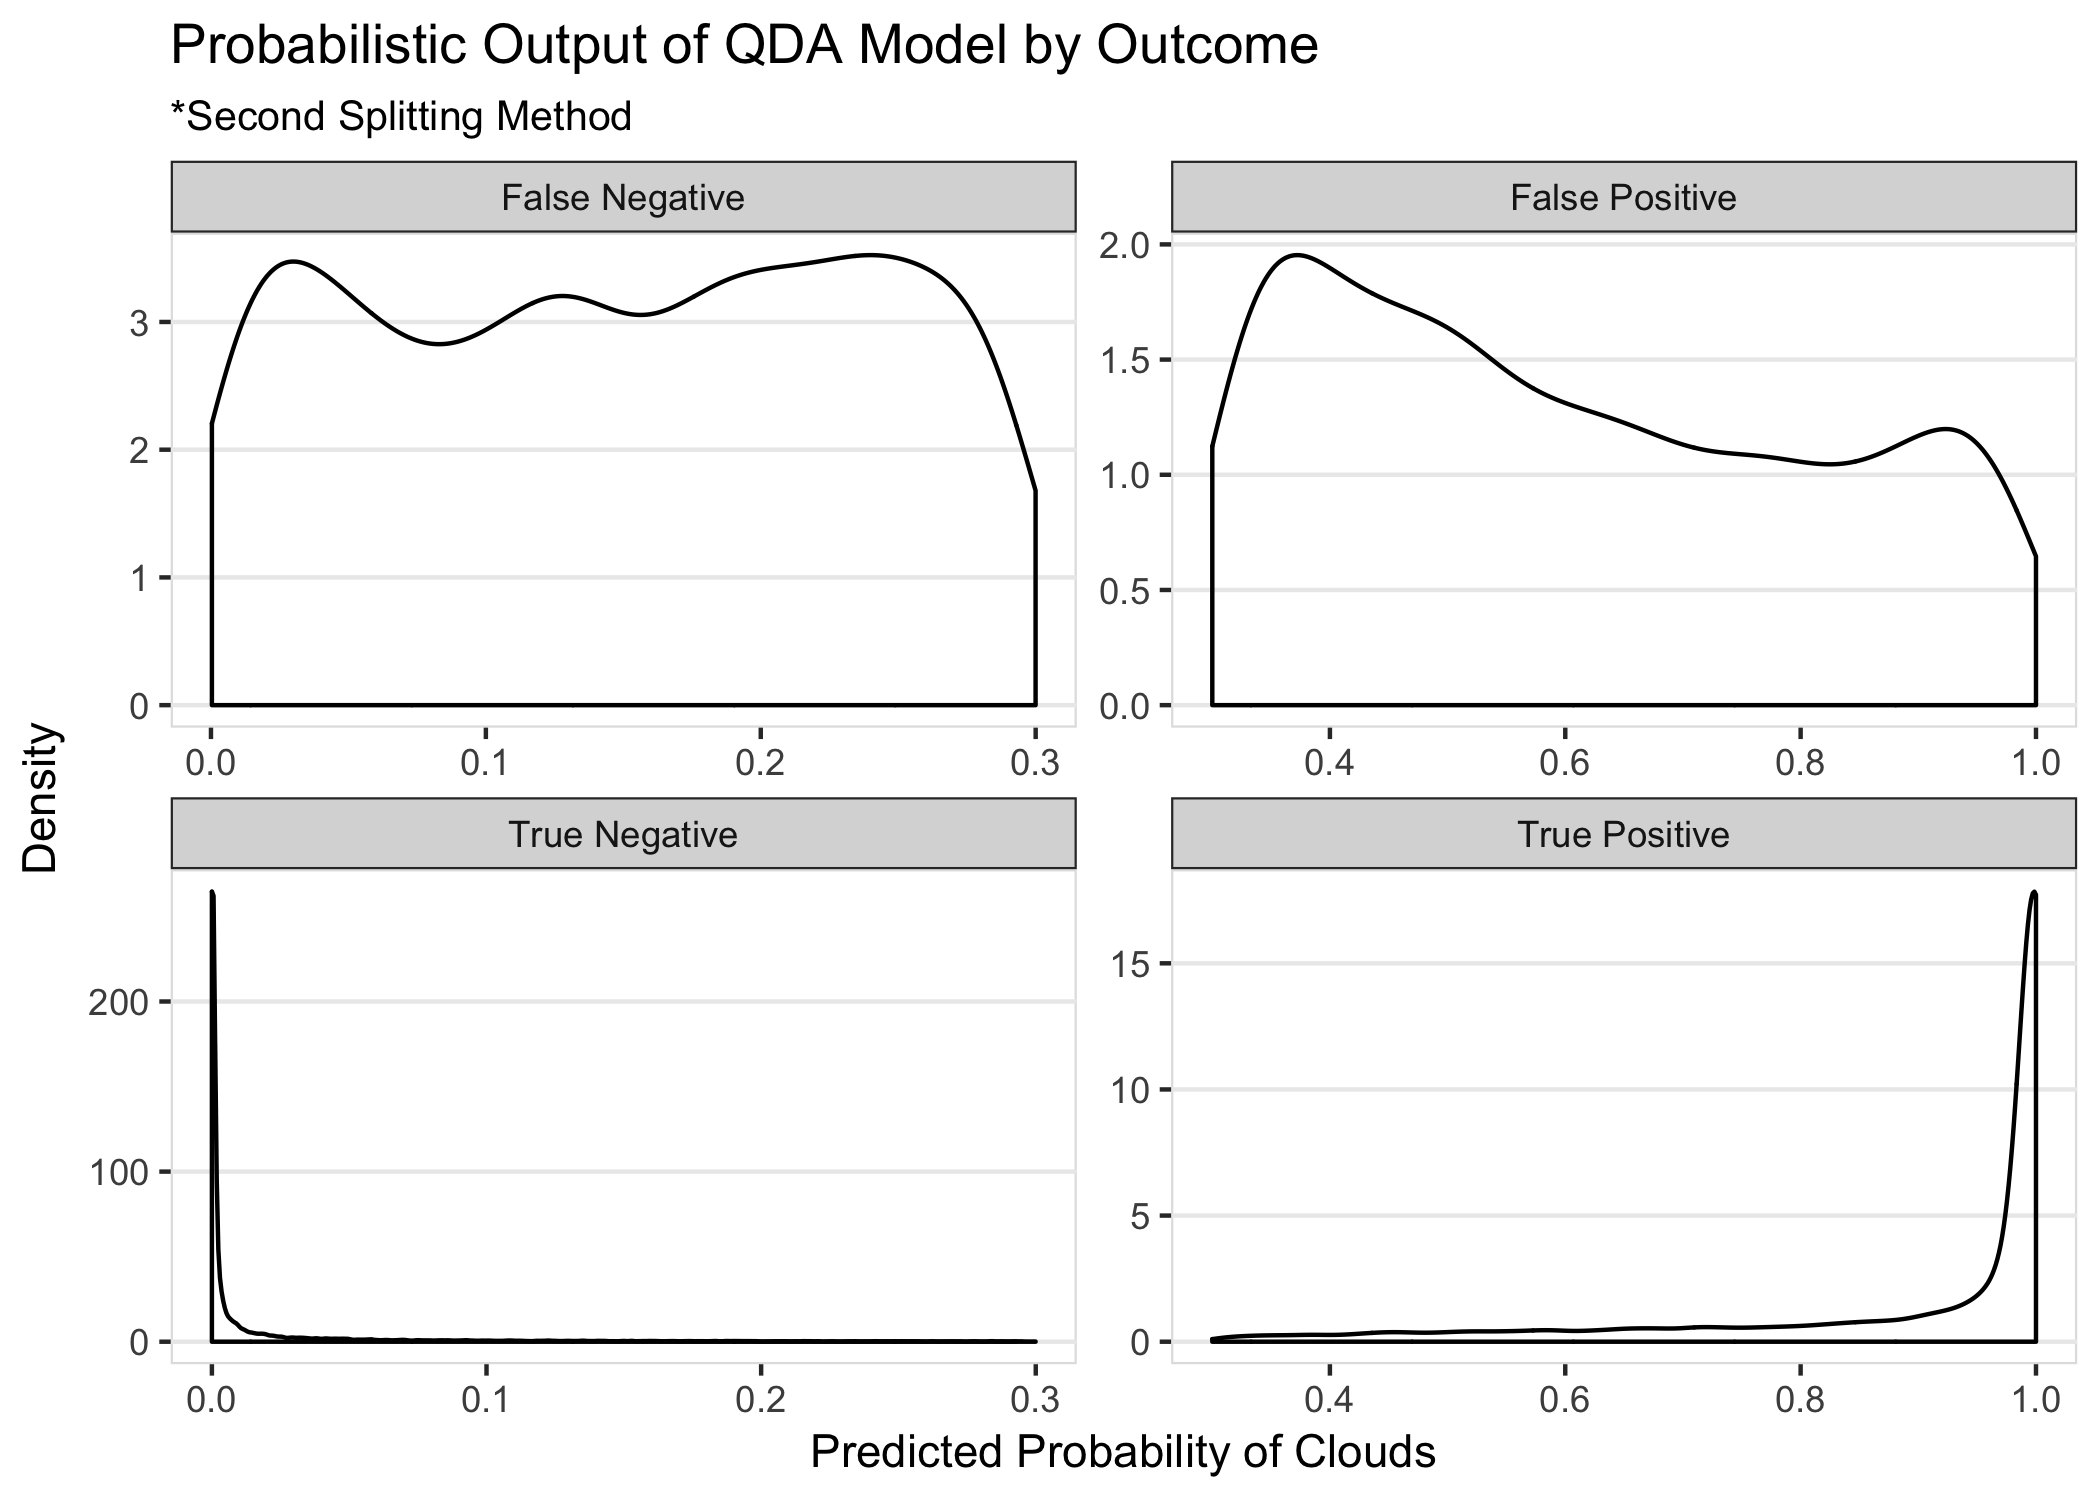 Probabilistic Output of QDA Model by Outcome
*Second Splitting Method
False Negative
False Positive
3
2
1
0
2.0
1.5
1.0
0.5
0.0
0.0 0.1 0.2 0.3
0.4 0.6 0.8 1.0
Density
True Negative
True Positive
200
100
0
15
10
5
0
0.0 0.1 0.2 0.3
0.4 0.6 0.8 1.0
Predicted Probability of Clouds